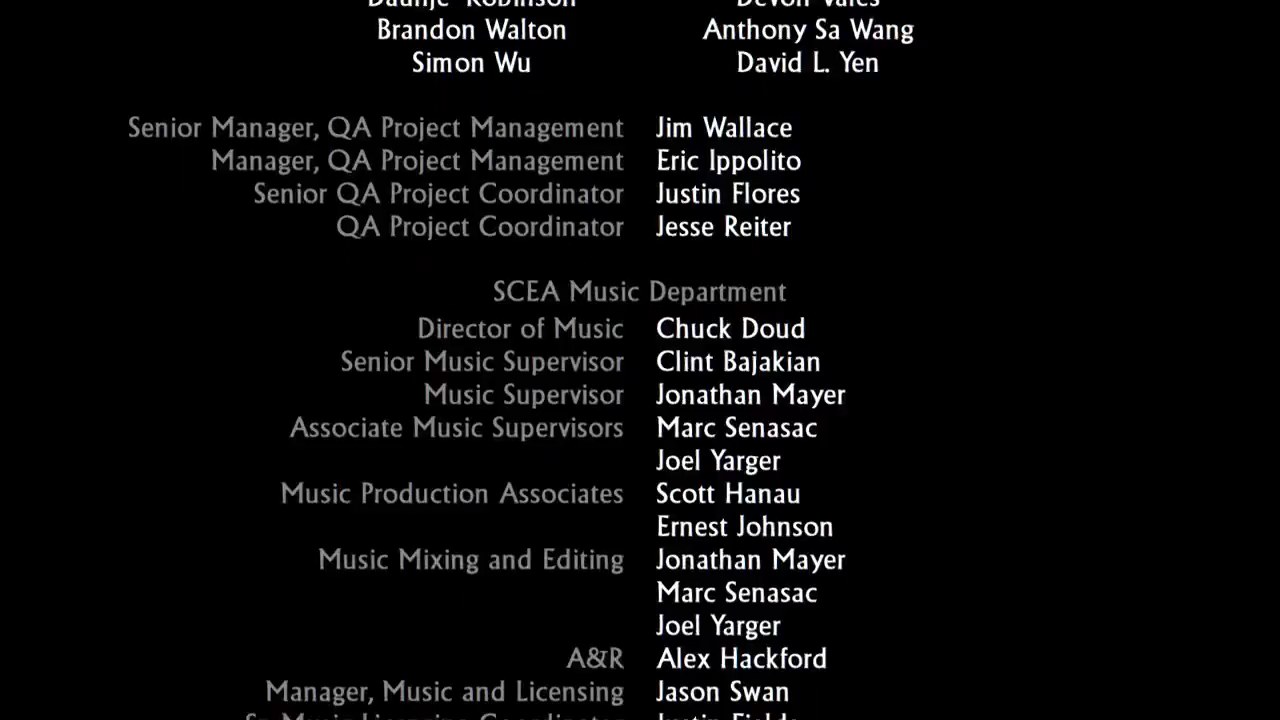 Brandon Walton Anthony Sa Wang
Simon Wu David L. Yen
Senior Manager, QA Project Management Jim Wallace
Manager, QA Project Management Eric Ippolito
Senior QA Project Coordinator Justin Flores
QA Project Coordinator Jesse Reiter
SCEA Music Department
Director of Music Chuck Doud
Senior Music Supervisor Clint Bajakian
Music Supervisor Jonathan Mayer
Associate Music Supervisors Marc Senasac
Joel Yarger
Music Production Associates Scott Hanau
Ernest Johnson
Music Mixing and Editing Jonathan Mayer
Marc Senasac
Joel Yarger
A&R Alex Hackford
Manager, Music and Licensing Jason Swan